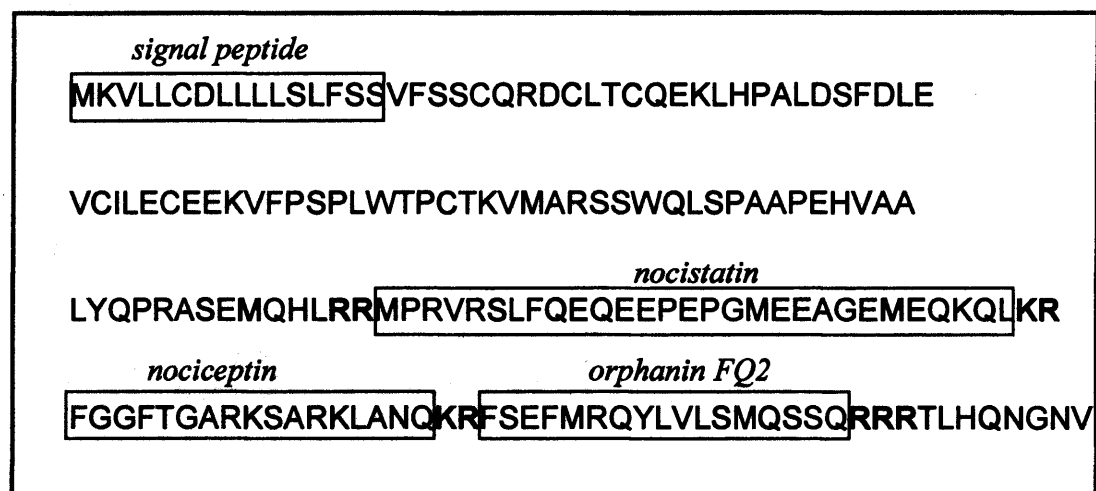 signal peptide
MKVLLCDLLLLSLFSSVFSSCQRDCLTCQEKLHPALDSFDLE
VCILECEEKVFPSPLWTPCTKVMARSSWQLSPAAPEHVAA
nocistatin
LYQPRASEMQHLRRMPRVRSLFQEQEEPEPGMEEAGEMEQKQLKR
nociceptin orphanin FQ2
FGGFTGARKSARKLANQKRFSEFMRQYLVLSMQSSQRRRTLHQNGNV